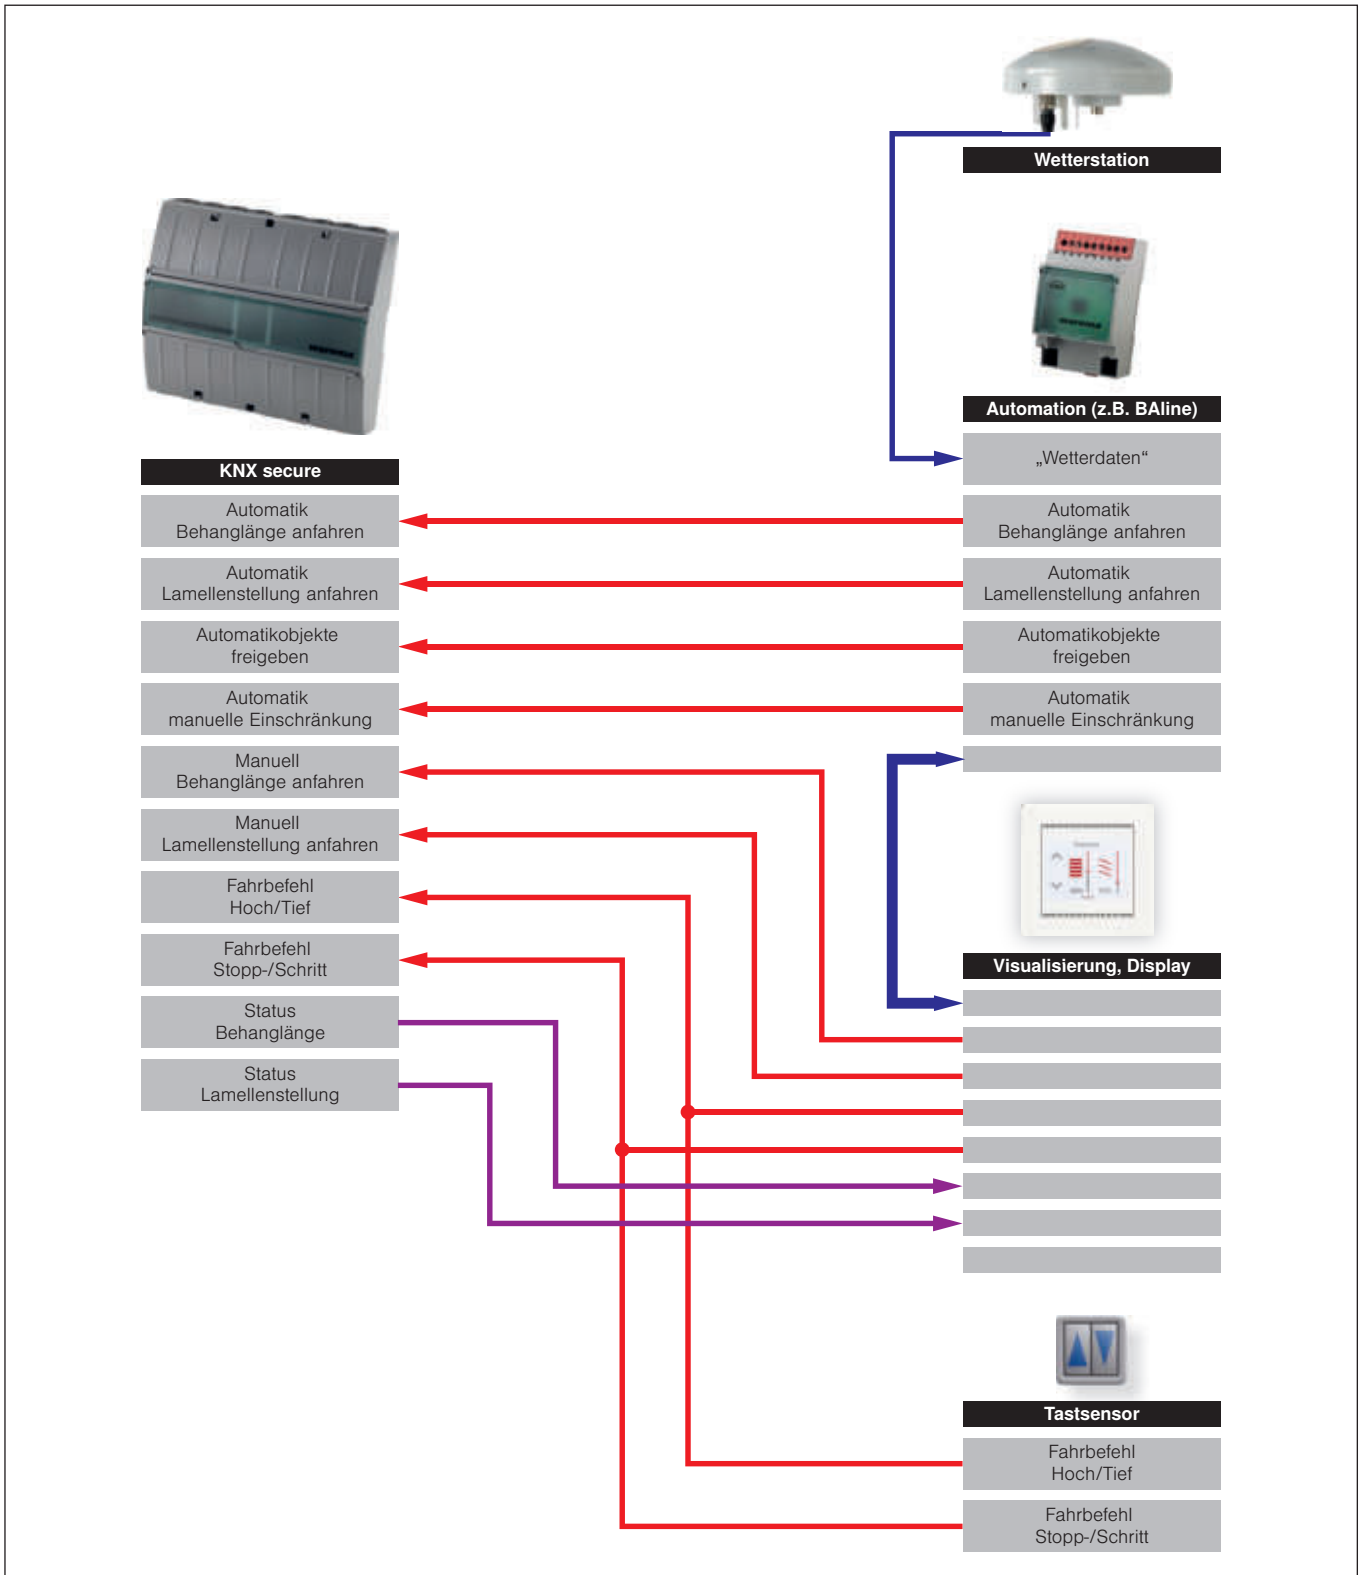 Wetterstation
Automation (z.B. BAline)
„Wetterdaten“
KNX secure
Automatik
Behanglänge anfahren
Automatik
Behanglänge anfahren
Automatik
Lamellenstellung anfahren
Automatik
Lamellenstellung anfahren
Automatikobjekte
freigeben
Automatikobjekte
freigeben
Automatik
manuelle Einschränkung
Automatik
manuelle Einschränkung
Manuell
Behanglänge anfahren
Manuell
Lamellenstellung anfahren
Fahrbefehl
Hoch/Tief
Fahrbefehl
Stopp-/Schritt
Visualisierung, Display
Status
Behanglänge
Status
Lamellenstellung
Tastsensor
Fahrbefehl
Hoch/Tief
Fahrbefehl
Stopp-/Schritt